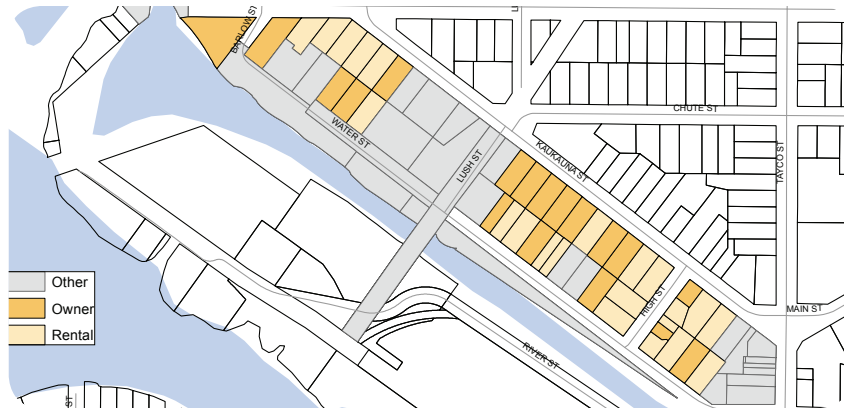 BARLOW ST
WATER ST
LUSH ST
KAUKAUNA ST
CHUTE ST
TAYCO ST
HIGH ST
MAIN ST
RIVER ST
ST
Other
Owner
Rental